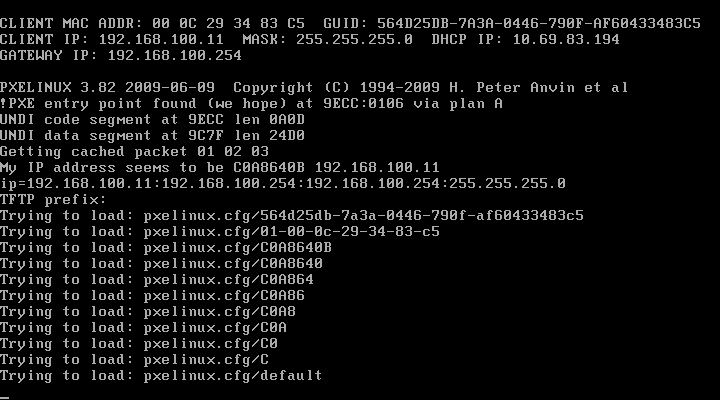 CLIENT MAC ADDR: 00 0C 29 34 83 C5  GUID: 564D25DB-7A3A-0446-790F-AF60433483C5
CLIENT IP: 192.168.100.11  MASK: 255.255.255.0  DHCP IP: 10.69.83.194
GATEWAY IP: 192.168.100.254
PXELINUX 3.82 2009-06-09  Copyright (C) 1994-2009 H. Peter Anvin et al
!PXE entry point found (we hope) at 9ECC:0106 via plan A
UNDI code segment at 9ECC len 0A0D
UNDI data segment at 9C7F len 24D0
Getting cached packet 01 02 03
My IP address seems to be C0A8640B 192.168.100.11
ip=192.168.100.11:192.168.100.254:192.168.100.254:255.255.255.0
TFTP prefix:
Trying to load: pxelinux.cfg/564d25db-7a3a-0446-790f-af60433483c5
Trying to load: pxelinux.cfg/01-00-0c-29-34-83-c5
Trying to load: pxelinux.cfg/C0A8640B
Trying to load: pxelinux.cfg/C0A8640
Trying to load: pxelinux.cfg/C0A864
Trying to load: pxelinux.cfg/C0A86
Trying to load: pxelinux.cfg/C0A8
Trying to load: pxelinux.cfg/C0A
Trying to load: pxelinux.cfg/C0
Trying to load: pxelinux.cfg/C
Trying to load: pxelinux.cfg/default